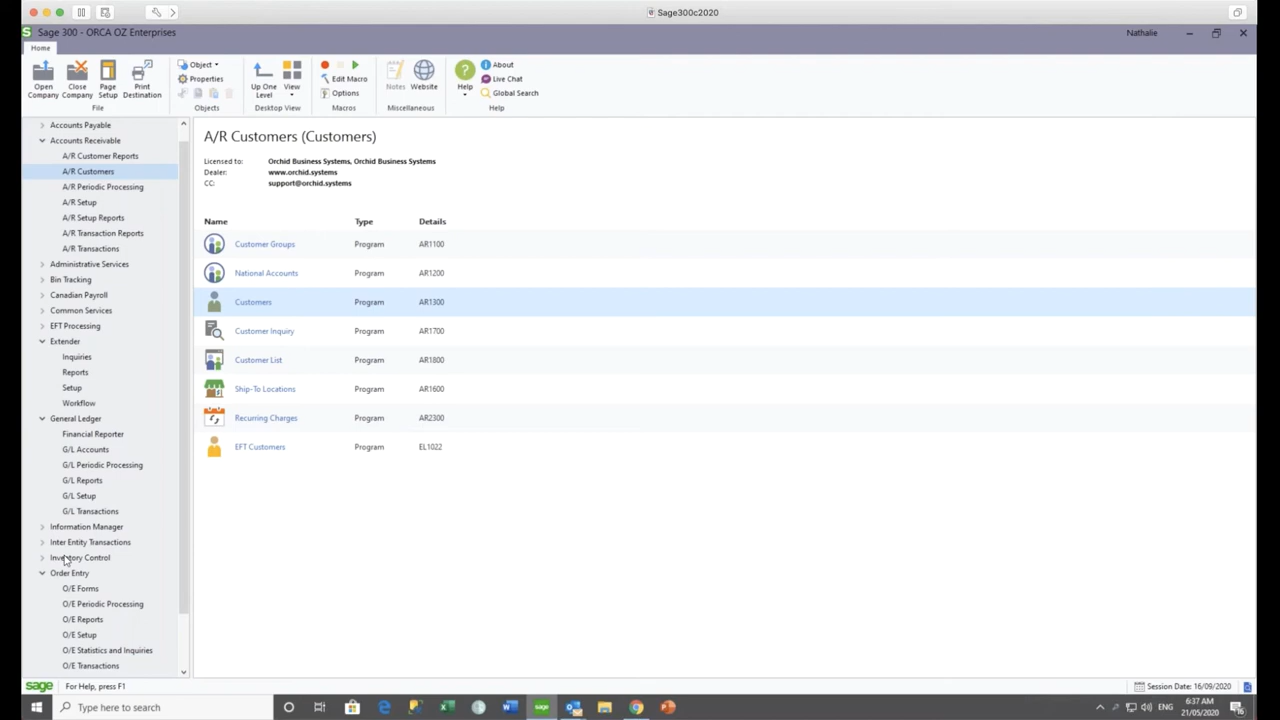 Sage300c2020
Sage 300 - ORCA OZ Enterprises
Nathalie
Home
Open Company
Close Company
Page Setup
Print Destination
File
Object
Properties
Objects
Up One Level
View
Desktop View
Edit Macro
Options
Macros
Notes
Website
Miscellaneous
Help
About
Live Chat
Global Search
Help
Accounts Payable
Accounts Receivable
A/R Customer Reports
A/R Customers
A/R Periodic Processing
A/R Setup
A/R Setup Reports
A/R Transaction Reports
A/R Transactions
Administrative Services
Bin Tracking
Canadian Payroll
Common Services
EFT Processing
Extender
Inquiries
Reports
Setup
Workflow
General Ledger
Financial Reporter
G/L Accounts
G/L Periodic Processing
G/L Reports
G/L Setup
G/L Transactions
Information Manager
Inter Entity Transactions
Inventory Control
Order Entry
O/E Forms
O/E Periodic Processing
O/E Reports
O/E Setup
O/E Statistics and Inquiries
O/E Transactions
A/R Customers (Customers)
Licensed to: Orchid Business Systems, Orchid Business Systems
Dealer: www.orchid.systems
CC: support@orchid.systems
Name Type Details
Customer Groups Program AR1100
National Accounts Program AR1200
Customers Program AR1300
Customer Inquiry Program AR1700
Customer List Program AR1800
Ship-To Locations Program AR1600
Recurring Charges Program AR2300
EFT Customers Program EL1022
sage For Help, press F1
Session Date: 16/09/2020
Type here to search
sage
ENG
6:37 AM
21/05/2020